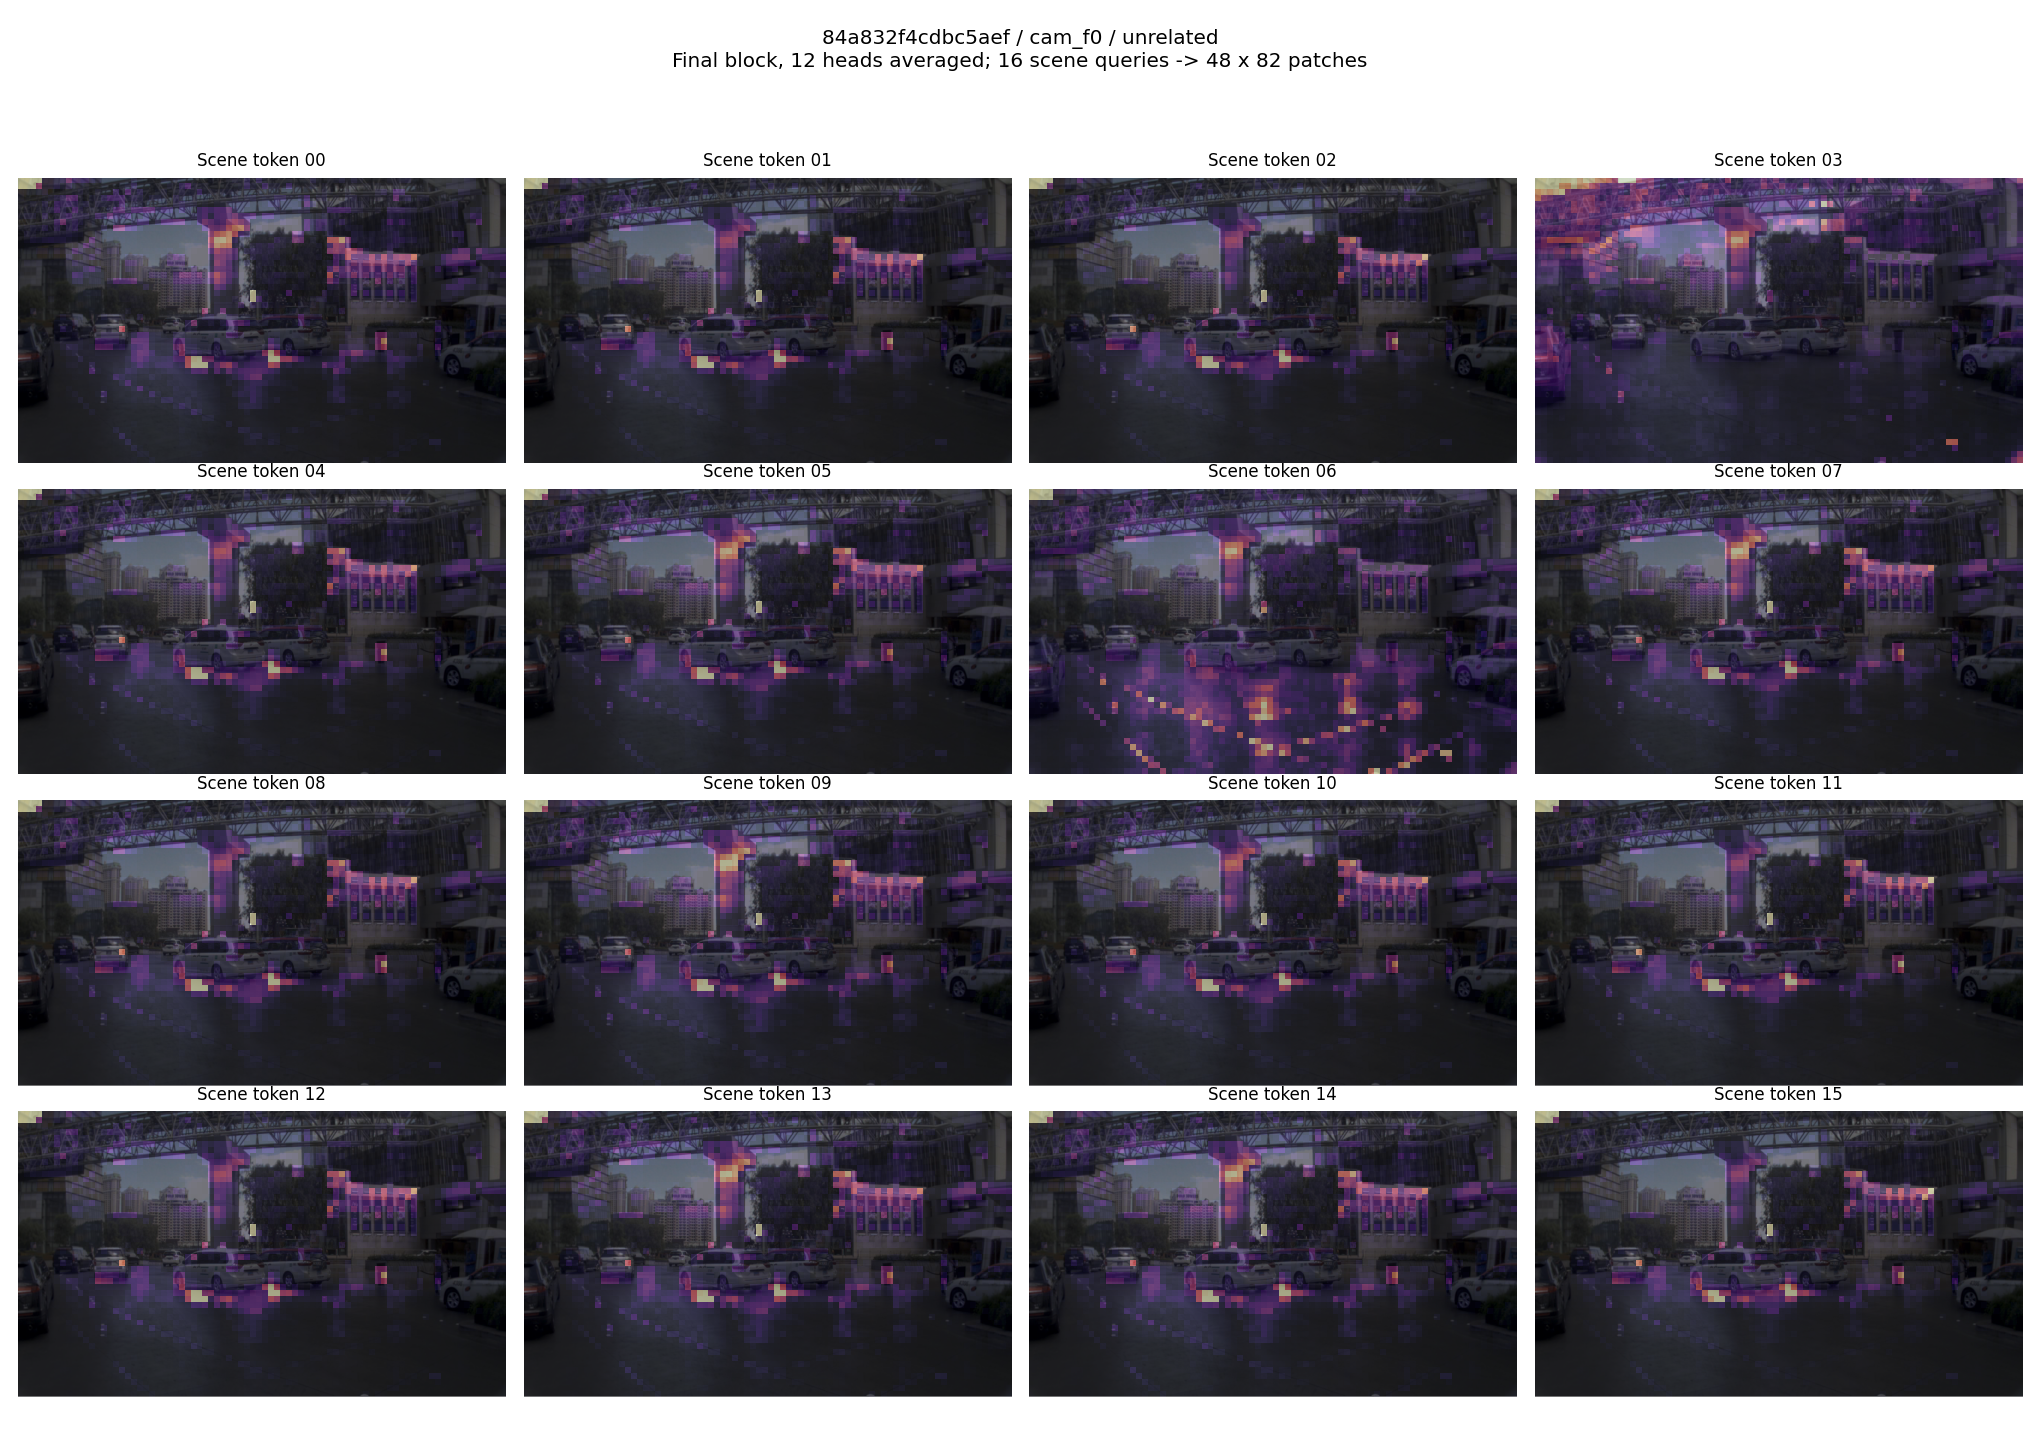 84a832f4cdbc5aef / cam_f0 / unrelated
Final block, 12 heads averaged; 16 scene queries -> 48 x 82 patches
Scene token 00
Scene token 01
Scene token 02
Scene token 03
Scene token 04
Scene token 05
Scene token 06
Scene token 07
Scene token 08
Scene token 09
Scene token 10
Scene token 11
Scene token 12
Scene token 13
Scene token 14
Scene token 15